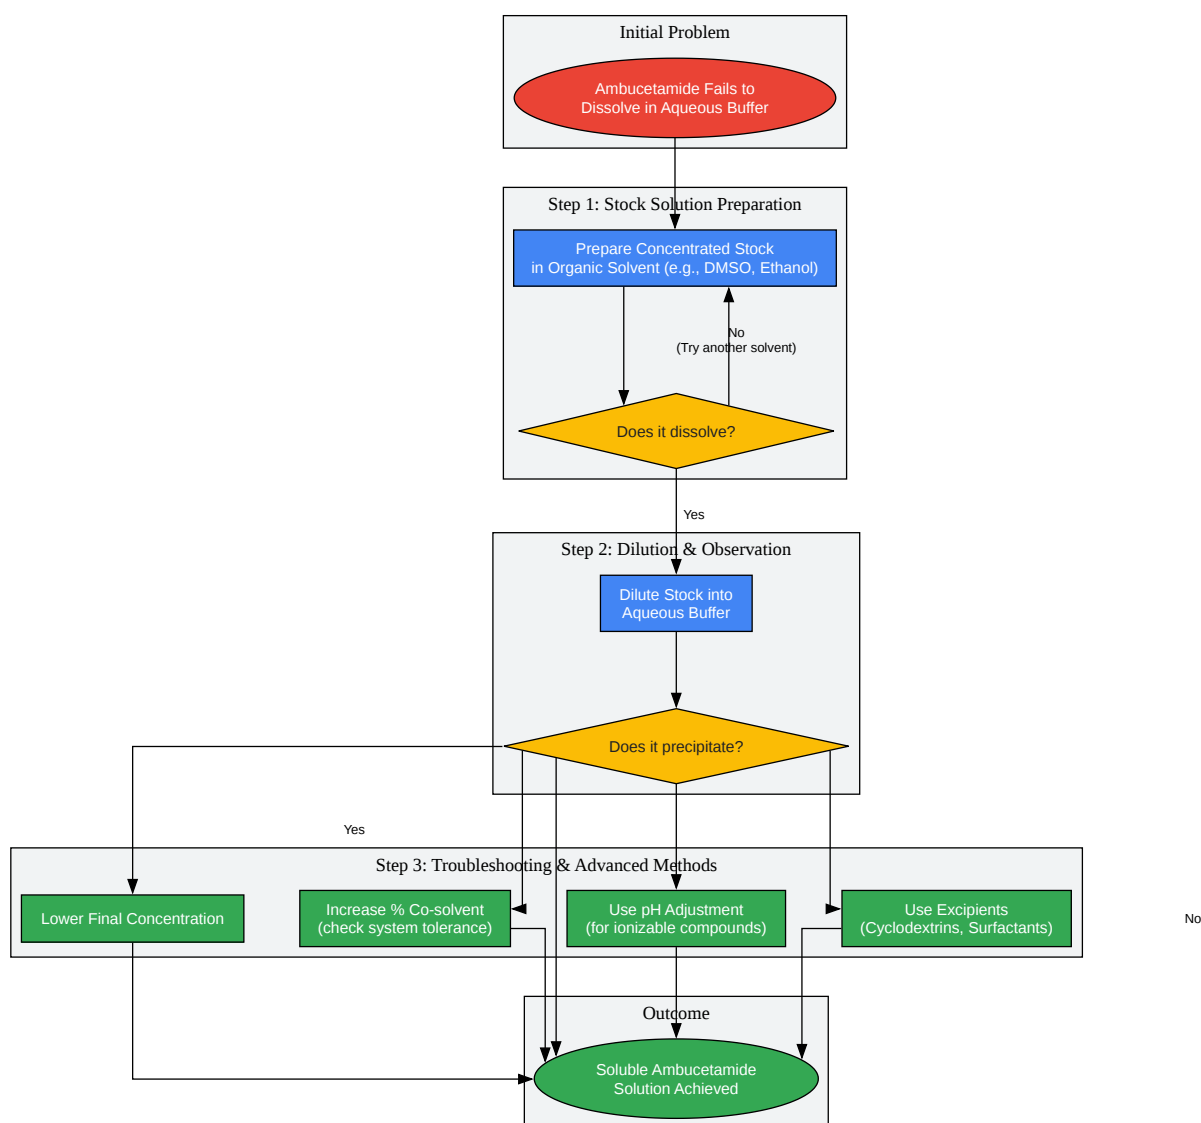 Initial Problem
Ambucetamide Fails to
Dissolve in Aqueous Buffer
Step 1: Stock Solution Preparation
Prepare Concentrated Stock
in Organic Solvent (e.g., DMSO, Ethanol)
No
(Try another solvent)
Does it dissolve?
Yes
Step 2: Dilution & Observation
Dilute Stock into
Aqueous Buffer
Does it precipitate?
Yes
Step 3: Troubleshooting & Advanced Methods
Lower Final Concentration
Increase % Co-solvent
(check system tolerance)
Use pH Adjustment
(for ionizable compounds)
Use Excipients
(Cyclodextrins, Surfactants)
No
Outcome
Soluble Ambucetamide
Solution Achieved